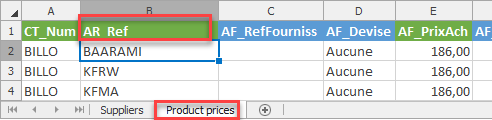 A B C D E
1 CT_Num AR_Ref AF_RefFourniss AF_Devise AF_PrixAch
2 BILLO BAARAMI Aucune 186,00
3 BILLO KFRW Aucune 186,00
4 BILLO KFMA Aucune 186,00
Suppliers Product prices